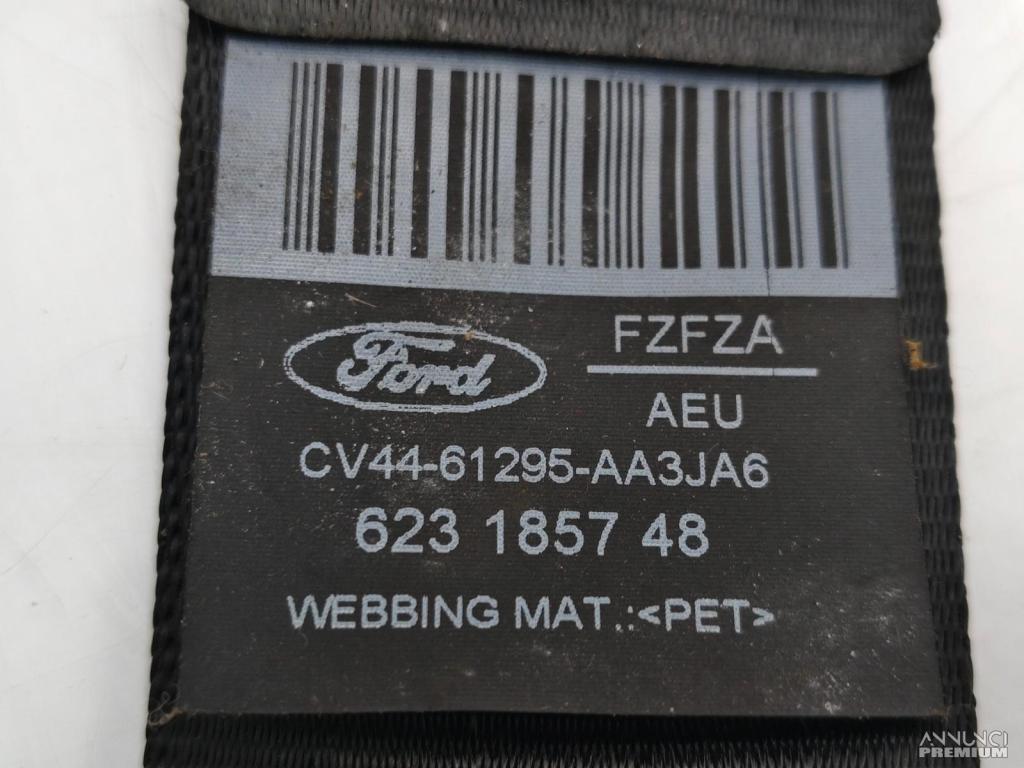 FZFZA
Ford
AEU
CV44-61295-AA3JA6
623 1857 48
WEBBING MAT.:<PET>
ANNUNCI
PREMIUM